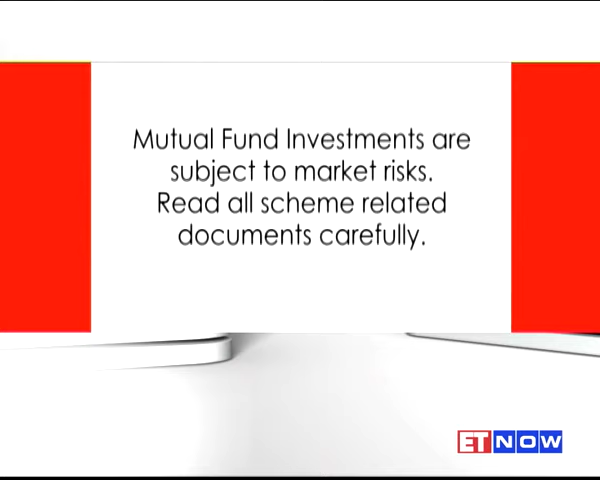 Mutual Fund Investments are
subject to market risks.
Read all scheme related
documents carefully.
ET NOW